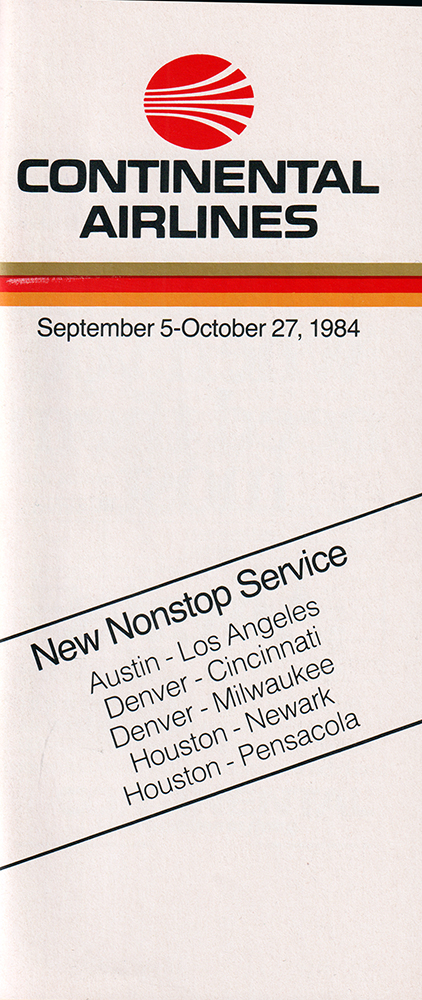 CONTINENTAL
AIRLINES
September 5-October 27, 1984
New Nonstop Service
Austin - Los Angeles
Denver - Cincinnati
Denver - Milwaukee
Houston - Newark
Houston - Pensacola